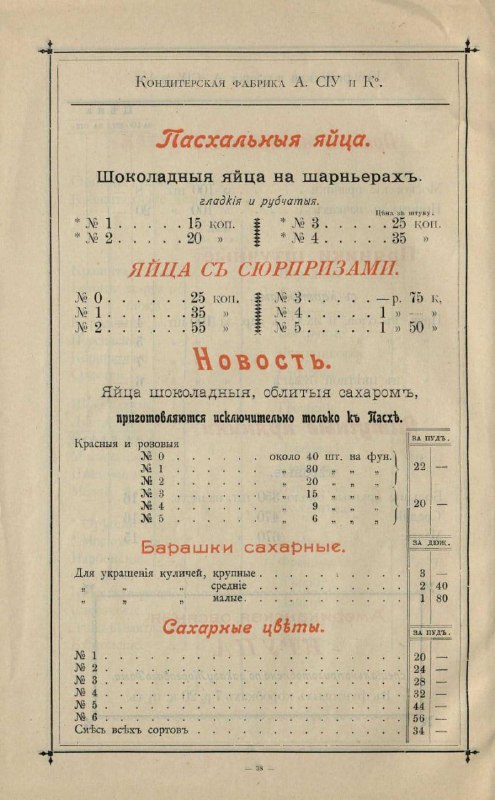 Кондитерская фабрика А. СІУ и К°.
Пасхальныя яйца.
Шоколадныя яйца на шарньерахъ.
гладкія и рубчатыя.
Цѣна за штуку:
* № 1 . . . . . . 15 коп. * № 3 . . . . . . 25 коп.
* № 2 . . . . . . 20 » * № 4 . . . . . . 35 »
ЯЙЦА СЪ СЮРПРИЗАМИ.
№ 0 . . . . . . 25 коп. № 3 . . . . . . — р. 75 к.
№ 1 . . . . . . 35 » № 4 . . . . . . 1 » — »
№ 2 . . . . . . 55 » № 5 . . . . . . 1 » 50 »
Новость.
Яйца шоколадныя, облитыя сахаромъ,
приготовляются исключительно только къ Пасхѣ.
ЗА ПУДЪ.
Красныя и розовыя
№ 0 . . . . . . около 40 шт. на фун.
№ 1 . . . . . . „ 30 „ „ „ 22 —
№ 2 . . . . . . „ 20 „ „ „
№ 3 . . . . . . „ 15 „ „ „
№ 4 . . . . . . „ 9 „ „ „ 20 —
№ 5 . . . . . . „ 6 „ „ „
Барашки сахарные.
ЗА ДЮЖ.
Для украшенія куличей, крупные . . . . . . 3 —
„ „ „ средніе . . . . . . 2 40
„ „ „ малые . . . . . . 1 80
Сахарные цвѣты.
ЗА ПУДЪ.
№ 1 . . . . . . 20 —
№ 2 . . . . . . 24 —
№ 3 . . . . . . 28 —
№ 4 . . . . . . 32 —
№ 5 . . . . . . 44 —
№ 6 . . . . . . 56 —
Смѣсь всѣхъ сортовъ . . . . . . 34 —